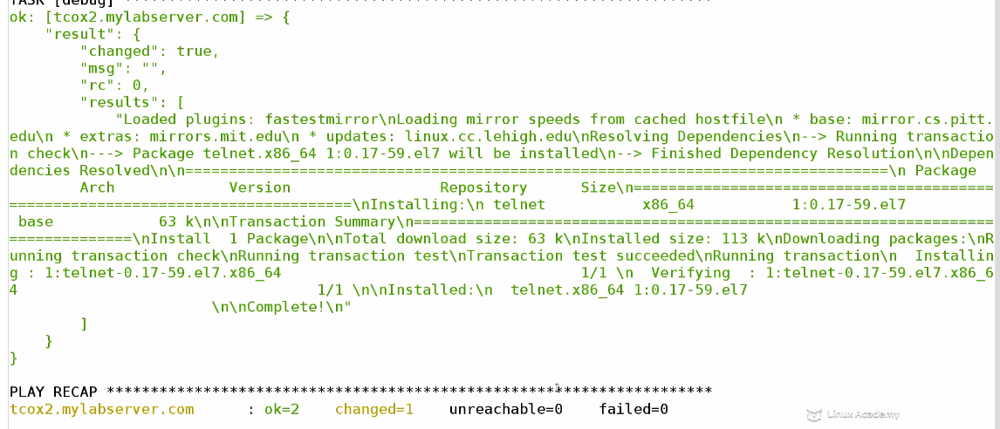 TASK [debug] ********************************************************************
ok: [tcox2.mylabserver.com] => {
    "result": {
        "changed": true,
        "msg": "",
        "rc": 0,
        "results": [
            "Loaded plugins: fastestmirror\nLoading mirror speeds from cached hostfile\n * base: mirror.cs.pitt.
edu\n * extras: mirrors.mit.edu\n * updates: linux.cc.lehigh.edu\nResolving Dependencies\n--> Running transactio
n check\n---> Package telnet.x86_64 1:0.17-59.el7 will be installed\n--> Finished Dependency Resolution\n\nDepen
dencies Resolved\n\n================================================================================\n Package
        Arch             Version                 Repository      Size\n=========================================
=======================================\nInstalling:\n telnet           x86_64           1:0.17-59.el7
 base            63 k\n\nTransaction Summary\n==================================================================
==============\nInstall  1 Package\n\nTotal download size: 63 k\nInstalled size: 113 k\nDownloading packages:\nR
unning transaction check\nRunning transaction test\nTransaction test succeeded\nRunning transaction\n  Installin
g : 1:telnet-0.17-59.el7.x86_64                                  1/1 \n  Verifying  : 1:telnet-0.17-59.el7.x86_6
4                                  1/1 \n\nInstalled:\n  telnet.x86_64 1:0.17-59.el7
                       \n\nComplete!\n"
        ]
    }
}
PLAY RECAP *********************************************************************
tcox2.mylabserver.com      : ok=2    changed=1    unreachable=0    failed=0
Linux Academy